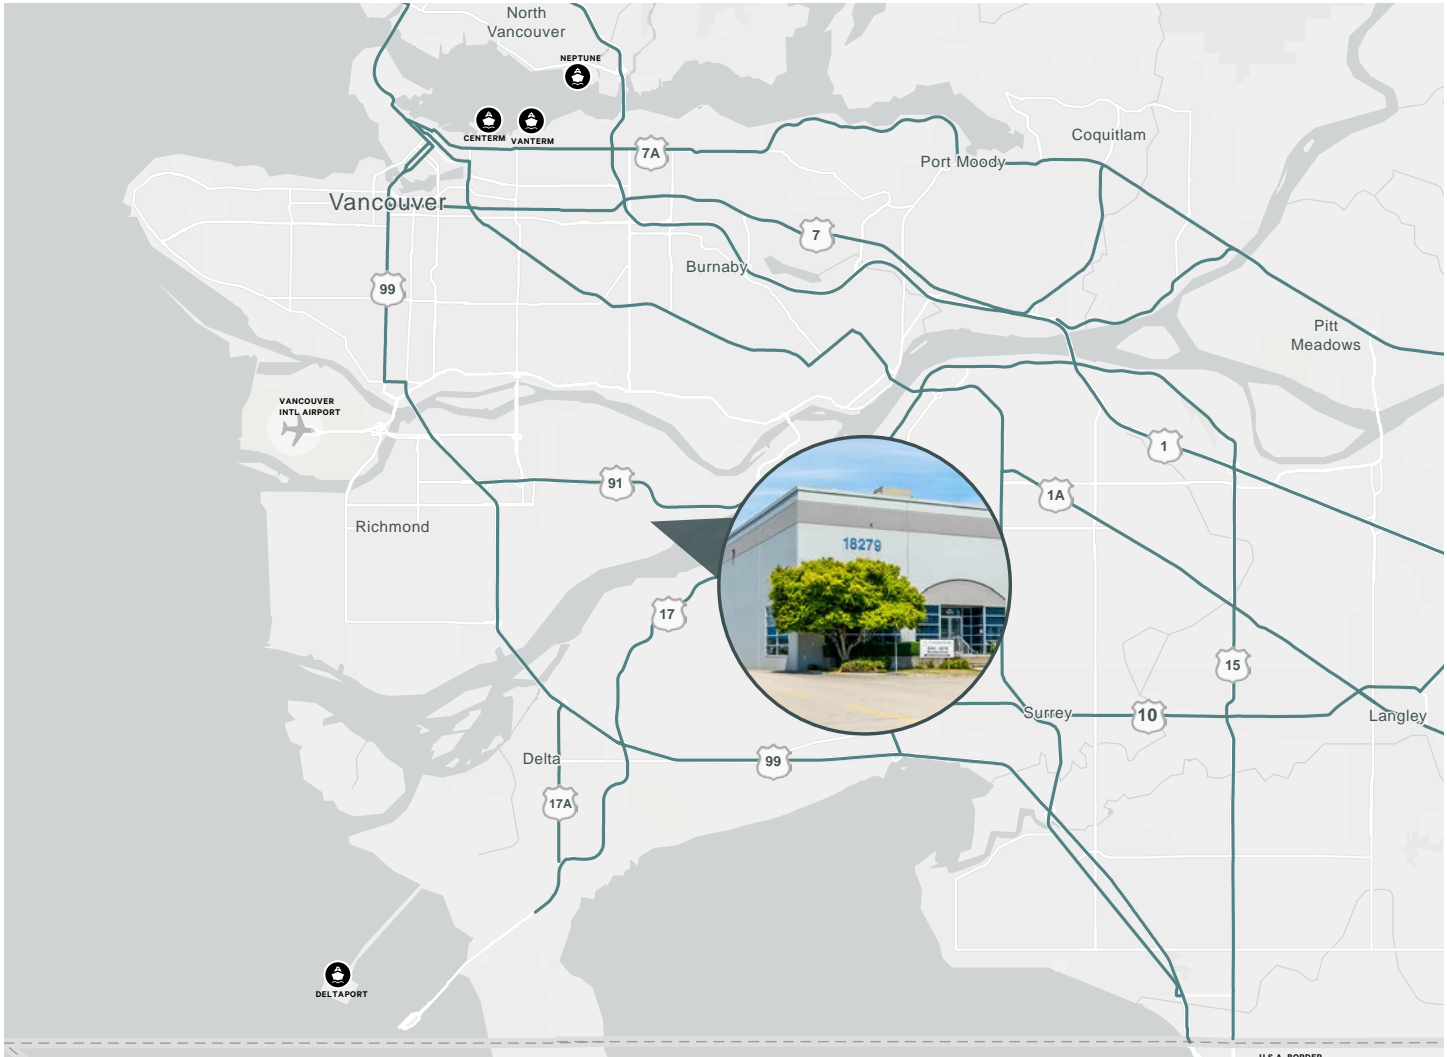 North
Vancouver
NEPTUNE
CENTERM
VANTERM
7A
Coquitlam
Port Moody
Vancouver
7
Burnaby
99
Pitt
Meadows
VANCOUVER
INTL AIRPORT
1
91
1A
Richmond
18279
17
15
Surrey
10
Langley
Delta
99
17A
DELTAPORT
U.S.A. BORDER